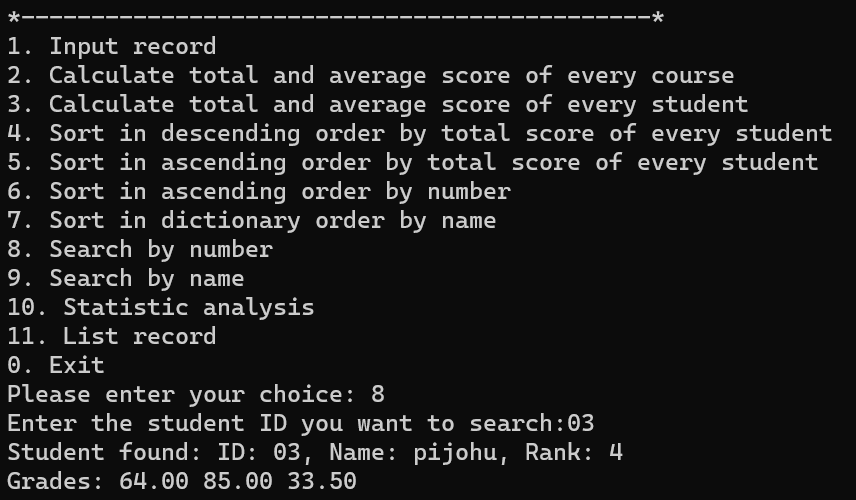 *---------------------------------------------*
1. Input record
2. Calculate total and average score of every course
3. Calculate total and average score of every student
4. Sort in descending order by total score of every student
5. Sort in ascending order by total score of every student
6. Sort in ascending order by number
7. Sort in dictionary order by name
8. Search by number
9. Search by name
10. Statistic analysis
11. List record
0. Exit
Please enter your choice: 8
Enter the student ID you want to search:03
Student found: ID: 03, Name: pijohu, Rank: 4
Grades: 64.00 85.00 33.50